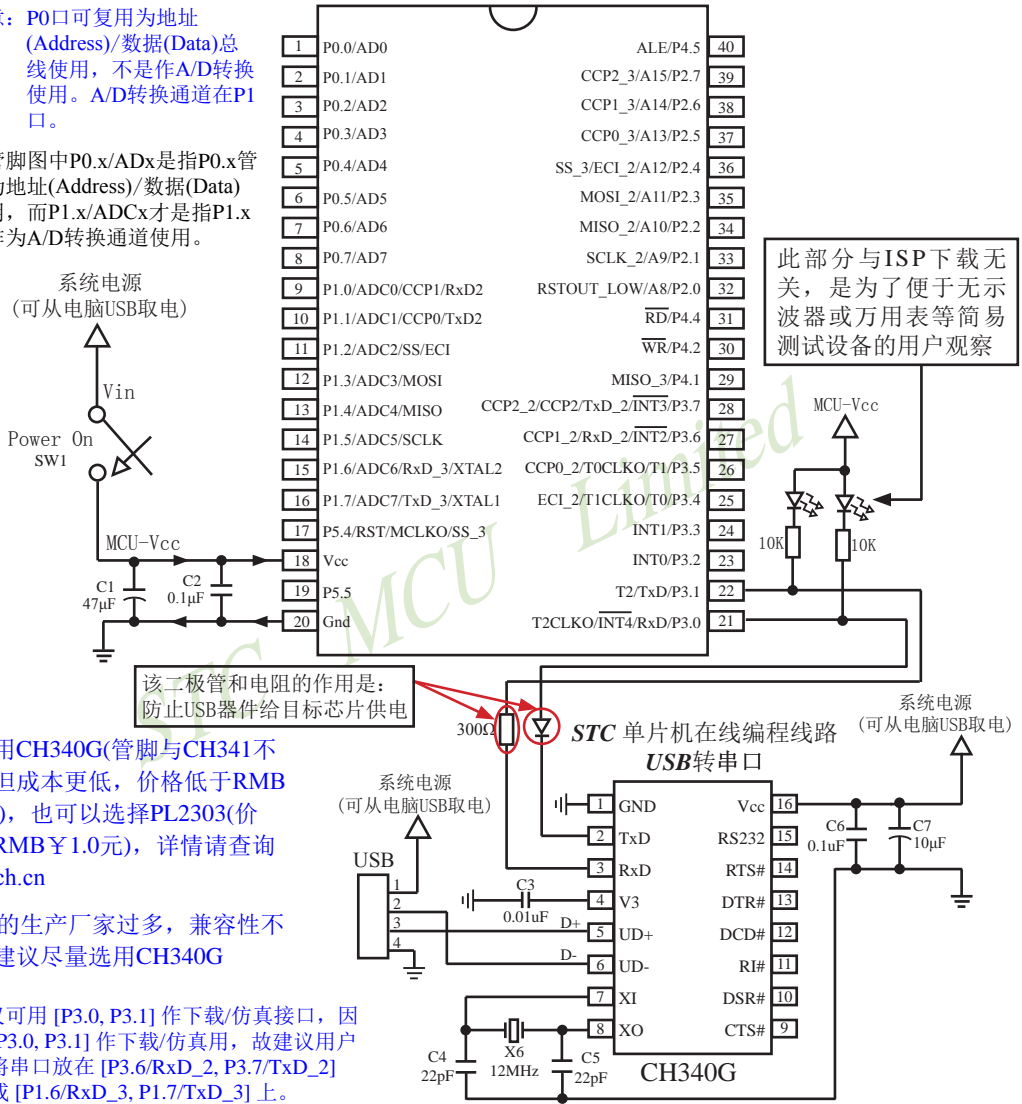 意: P0口可复用为地址
(Address)/数据(Data)总
线使用，不是作A/D转换
使用。A/D转换通道在P1
口。
管脚图中P0.x/ADx是指P0.x管
为地址(Address)/数据(Data)
用，而P1.x/ADCx才是指P1.x
作为A/D转换通道使用。
系统电源
(可从电脑USB取电)
Vin
Power On
SW1
MCU-Vcc
C1
47μF
C2
0.1μF
1 P0.0/AD0
2 P0.1/AD1
3 P0.2/AD2
4 P0.3/AD3
5 P0.4/AD4
6 P0.5/AD5
7 P0.6/AD6
8 P0.7/AD7
9 P1.0/ADC0/CCP1/RxD2
10 P1.1/ADC1/CCP0/TxD2
11 P1.2/ADC2/SS/ECI
12 P1.3/ADC3/MOSI
13 P1.4/ADC4/MISO
14 P1.5/ADC5/SCLK
15 P1.6/ADC6/RxD_3/XTAL2
16 P1.7/ADC7/TxD_3/XTAL1
17 P5.4/RST/MCLKO/SS_3
18 Vcc
19 P5.5
20 Gnd
ALE/P4.5 40
CCP2_3/A15/P2.7 39
CCP1_3/A14/P2.6 38
CCP0_3/A13/P2.5 37
SS_3/ECI_2/A12/P2.4 36
MOSI_2/A11/P2.3 35
MISO_2/A10/P2.2 34
SCLK_2/A9/P2.1 33
RSTOUT_LOW/A8/P2.0 32
RD/P4.4 31
WR/P4.2 30
MISO_3/P4.1 29
CCP2_2/CCP2/TxD_2/INT3/P3.7 28
CCP1_2/RxD_2/INT2/P3.6 27
CCP0_2/T0CLKO/T1/P3.5 26
ECI_2/T1CLKO/T0/P3.4 25
INT1/P3.3 24
INT0/P3.2 23
T2/TxD/P3.1 22
T2CLKO/INT4/RxD/P3.0 21
STC MCU Limited
此部分与ISP下载无
关，是为了便于无示
波器或万用表等简易
测试设备的用户观察
MCU-Vcc
10K
10K
该二极管和电阻的作用是:
防止USB器件给目标芯片供电
300Ω
STC 单片机在线编程线路
USB转串口
系统电源
(可从电脑USB取电)
用CH340G(管脚与CH341不
但成本更低，价格低于RMB
)，也可以选择PL2303(价
RMB￥1.0元)，详情请查询
ch.cn
的生产厂家过多，兼容性不
建议尽量选用CH340G
系统电源
(可从电脑USB取电)
USB
1
2
3
4
C3
0.01uF
D+
D-
1 GND
2 TxD
3 RxD
4 V3
5 UD+
6 UD-
7 XI
8 XO
Vcc 16
RS232 15
RTS# 14
DTR# 13
DCD# 12
RI# 11
DSR# 10
CTS# 9
CH340G
C6
0.1uF
C7
10μF
C4
22pF
X6
12MHz
C5
22pF
仅可用 [P3.0, P3.1] 作下载/仿真接口，因
P3.0, P3.1] 作下载/仿真用，故建议用户
将串口放在 [P3.6/RxD_2, P3.7/TxD_2]
或 [P1.6/RxD_3, P1.7/TxD_3] 上。